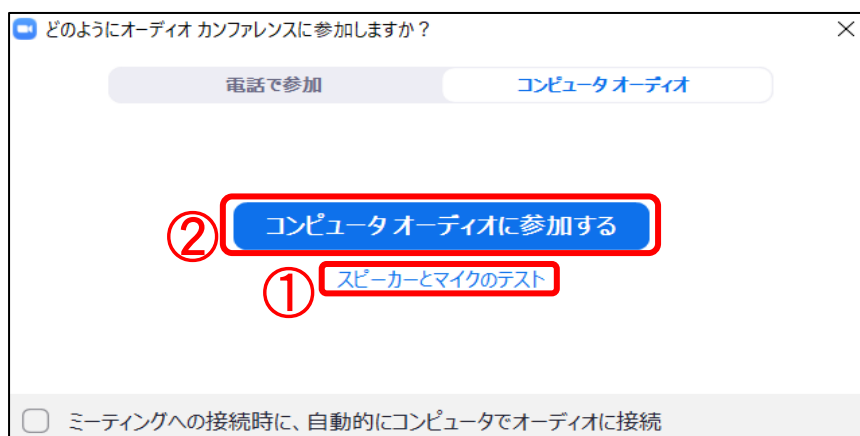 どのようにオーディオ カンファレンスに参加しますか？
電話で参加 コンピュータ オーディオ
② コンピュータ オーディオに参加する
① スピーカーとマイクのテスト
ミーティングへの接続時に、自動的にコンピュータでオーディオに接続